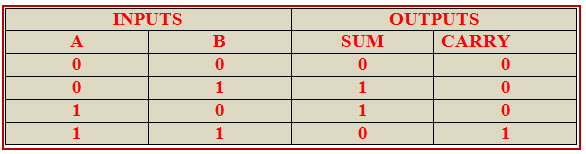 INPUTS OUTPUTS
A B SUM CARRY
0 0 0 0
0 1 1 0
1 0 1 0
1 1 0 1